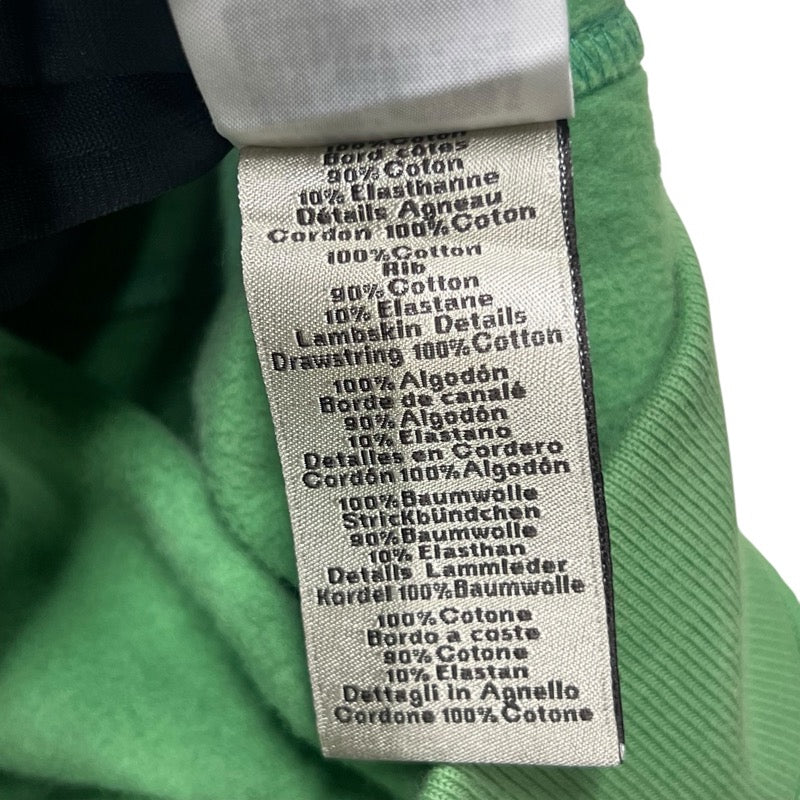 100% Coton
Bord côtes
90% Coton
10% Elasthanne
Détails Agneau
Cordon 100% Coton
100% Cotton
Rib
90% Cotton
10% Elastane
Lambskin Details
Drawstring 100% Cotton
100% Algodón
Borde de canalé
90% Algodón
10% Elastano
Detalles en Cordero
Cordón 100% Algodón
100% Baumwolle
StricKbündchen
90% Baumwolle
10% Elasthan
Details Lammleder
Kordel 100% Baumwolle
100% Cotone
Bordo a coste
90% Cotone
10% Elastan
Dettagli in Agnello
Cordone 100% Cotone